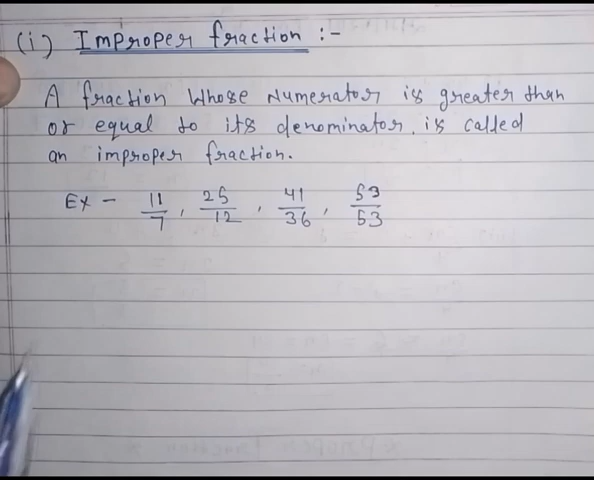 (i) Improper fraction :-
A fraction whose Numerator is greater than
or equal to its denominator, is called
an improper fraction.
Ex - 11/7, 25/12, 41/36, 53/53